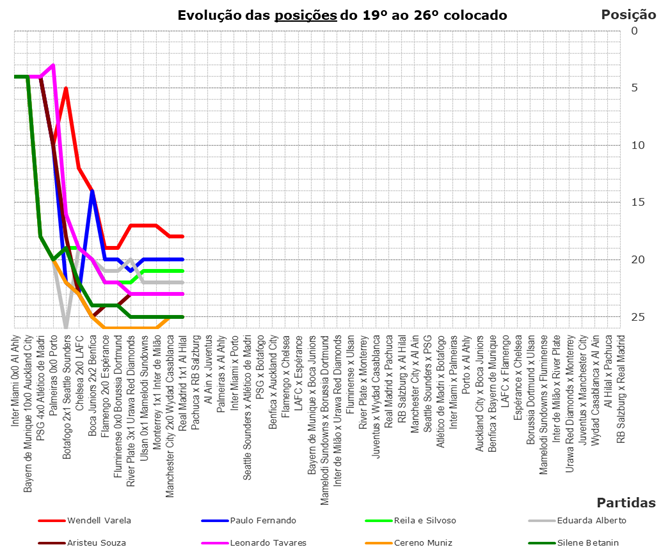 Evolução das posições do 19º ao 26º colocado
Posição
0
5
10
15
20
25
Inter Miami 0x0 Al Ahly
Bayern de Munique 10x0 Auckland City
PSG 4x0 Atlético de Madri
Palmeiras 0x0 Porto
Botafogo 2x1 Seattle Sounders
Chelsea 2x0 LAFC
Boca Juniors 2x2 Benfica
Flamengo 2x0 Espérance
Fluminense 0x0 Borussia Dortmund
River Plate 3x1 Urawa Red Diamonds
Ulsan 0x1 Mamelodi Sundowns
Monterrey 1x1 Inter de Milão
Manchester City 2x0 Wydad Casablanca
Real Madrid 1x1 Al Hilal
Pachuca x RB Salzburg
Al Ain x Juventus
Palmeiras x Al Ahly
Inter Miami x Porto
Seattle Sounders x Atlético de Madri
PSG x Botafogo
Benfica x Auckland City
Flamengo x Chelsea
LAFC x Espérance
Bayern de Munique x Boca Juniors
Mamelodi Sundowns x Borussia Dortmund
Inter de Milão x Urawa Red Diamonds
Fluminense x Ulsan
River Plate x Monterrey
Juventus x Wydad Casablanca
Real Madrid x Pachuca
RB Salzburg x Al Hilal
Manchester City x Al Ain
Seattle Sounders x PSG
Atlético de Madri x Botafogo
Inter Miami x Palmeiras
Porto x Al Ahly
Auckland City x Boca Juniors
Benfica x Bayern de Munique
LAFC x Flamengo
Espérance x Chelsea
Borussia Dortmund x Ulsan
Mamelodi Sundowns x Fluminense
Inter de Milão x River Plate
Urawa Red Diamonds x Monterrey
Juventus x Manchester City
Wydad Casablanca x Al Ain
Al Hilal x Pachuca
RB Salzburg x Real Madrid
Partidas
Wendell Varela
Paulo Fernando
Reila e Silvoso
Eduarda Alberto
Aristeu Souza
Leonardo Tavares
Cereno Muniz
Silene Betanin